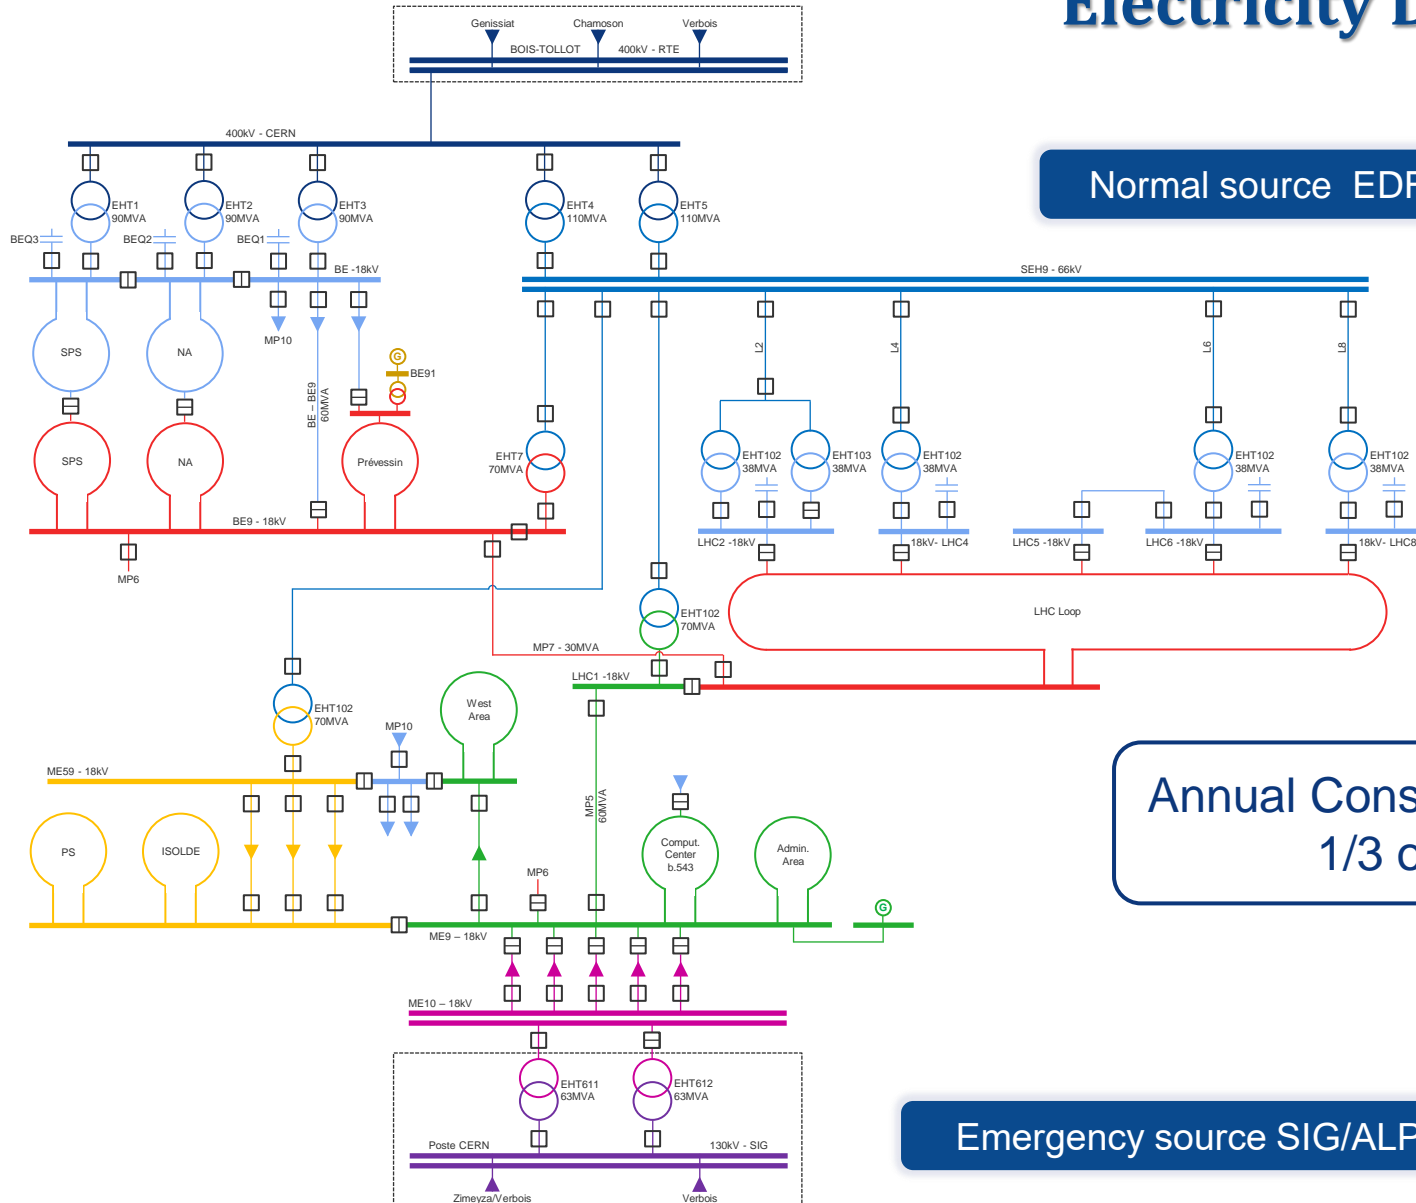 Electricity D
Genissiat
Chamoson
Verbois
BOIS-TOLLOT
400kV - RTE
400kV - CERN
Normal source EDF
EHT1
90MVA
EHT2
90MVA
EHT3
90MVA
EHT4
110MVA
EHT5
110MVA
BEQ3
BEQ2
BEQ1
BE -18kV
SEH9 - 66kV
MP10
SPS
NA
BE – BE9
60MVA
G
BE91
L2
L4
L6
L8
SPS
NA
Prévessin
EHT7
70MVA
EHT102
38MVA
EHT103
38MVA
EHT102
38MVA
EHT102
38MVA
EHT102
38MVA
BE9 - 18kV
LHC2 -18kV
18kV- LHC4
LHC5 -18kV
LHC6 -18kV
18kV- LHC8
MP6
EHT102
70MVA
LHC Loop
MP7 - 30MVA
LHC1 -18kV
EHT102
70MVA
West
Area
MP10
ME59 - 18kV
MP5
60MVA
Annual Cons
1/3 o
PS
ISOLDE
Comput.
Center
b.543
Admin.
Area
MP6
G
ME9 – 18kV
ME10 – 18kV
EHT611
63MVA
EHT612
63MVA
Emergency source SIG/ALP
Poste CERN
130kV - SIG
Zimeyza/Verbois
Verbois